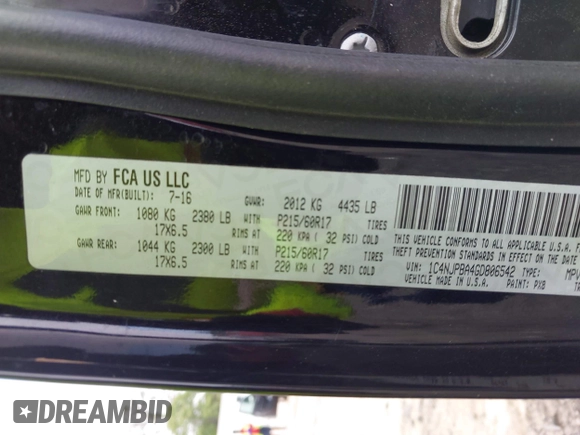 MFD BY FCA US LLC
DATE OF MFR(BUILT): 7-16 GVWR: 2012 KG 4435 LB
GAWR FRONT: 1080 KG 2380 LB WITH P215/60R17 TIRES
17X6.5 RIMS AT 220 KPA ( 32 PSI) COLD
GAWR REAR: 1044 KG 2300 LB WITH P215/60R17 TIRES
17X6.5 RIMS AT 220 KPA ( 32 PSI) COLD
THIS VEHICLE CONFORMS TO ALL U.S.A.
THEFT PREVENTION STANDARDS IN EFFECT ON THE DATE
VIN: 1C4NJPBA4GD806542 TYPE:
VEHICLE MADE IN U.S.A. PAINT: PX8
DREAMBID